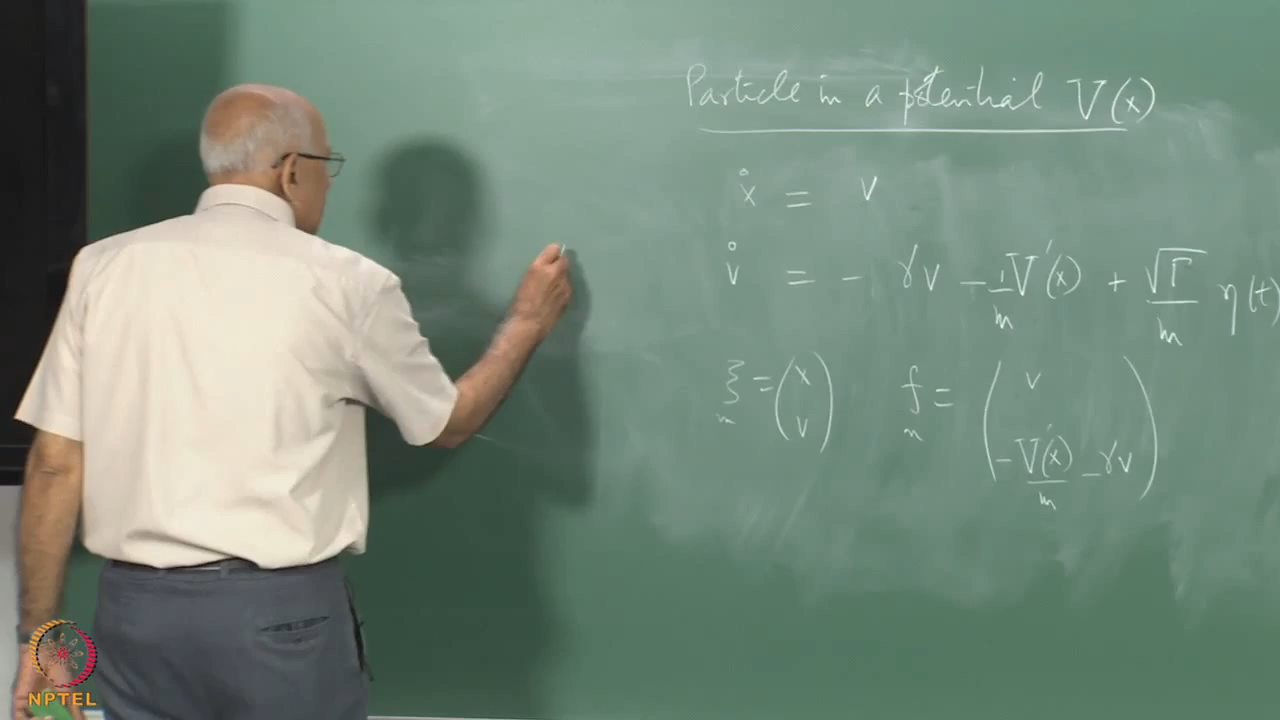 Particle in a potential V(x)
ẋ = v
v̇ = - γv - 1/m V'(x) + √Γ/m η(t)
ξ = (x v) f = (v -V'(x)/m - γv)
NPTEL